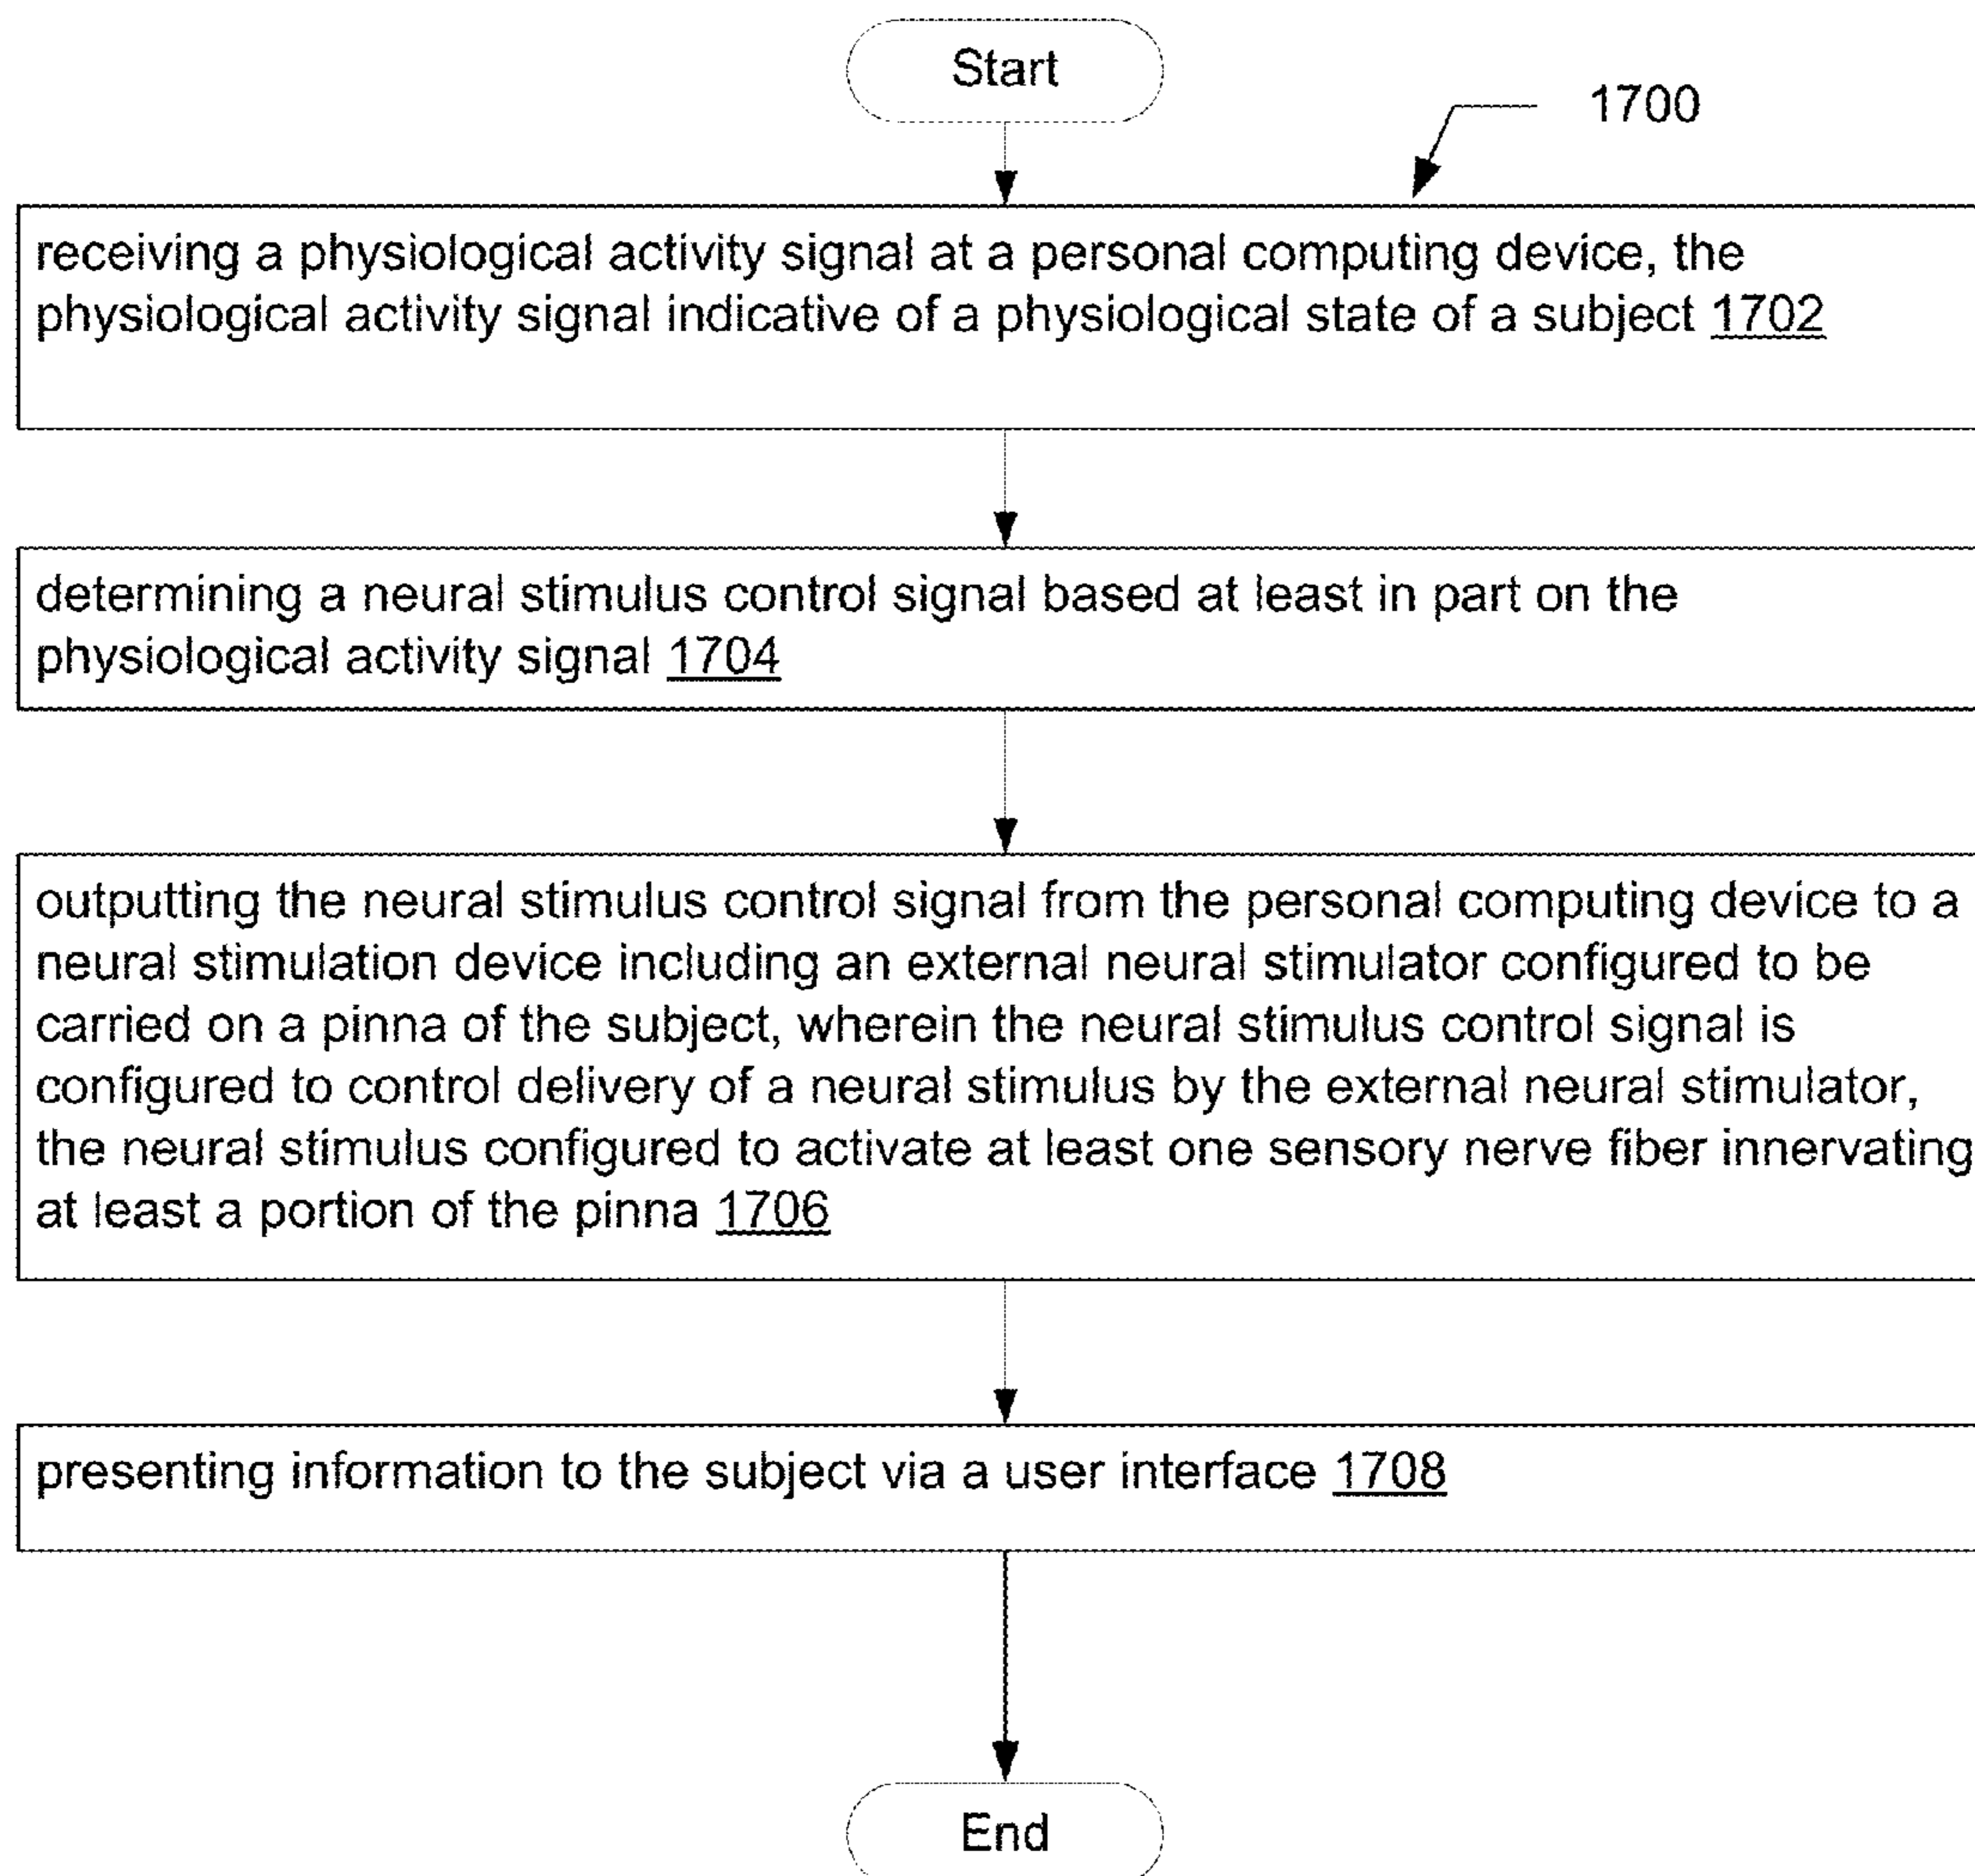 Start
1700
receiving a physiological activity signal at a personal computing device, the
physiological activity signal indicative of a physiological state of a subject 1702
determining a neural stimulus control signal based at least in part on the
physiological activity signal 1704
outputting the neural stimulus control signal from the personal computing device to a
neural stimulation device including an external neural stimulator configured to be
carried on a pinna of the subject, wherein the neural stimulus control signal is
configured to control delivery of a neural stimulus by the external neural stimulator,
the neural stimulus configured to activate at least one sensory nerve fiber innervating
at least a portion of the pinna 1706
presenting information to the subject via a user interface 1708
End